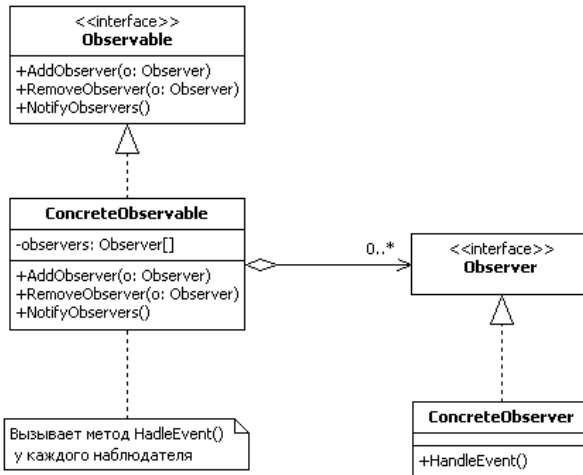 <<interface>>
Observable
+AddObserver(o: Observer)
+RemoveObserver(o: Observer)
+NotifyObservers()
ConcreteObservable
-observers: Observer[]
+AddObserver(o: Observer)
+RemoveObserver(o: Observer)
+NotifyObservers()
0..*
<<interface>>
Observer
Вызывает метод HadleEvent()
у каждого наблюдателя
ConcreteObserver
+HandleEvent()